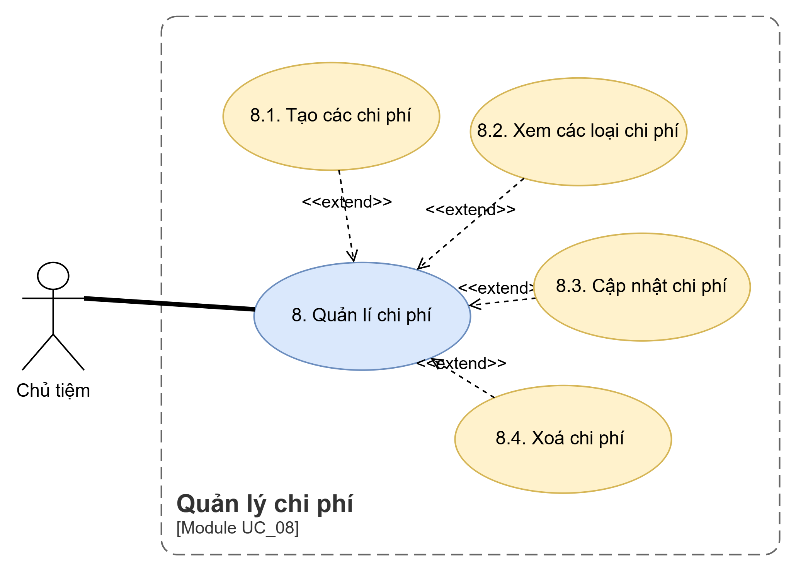 8.1. Tạo các chi phí
8.2. Xem các loại chi phí
<<extend>>
<<extend>>
<<extend>
8.3. Cập nhật chi phí
8. Quản lí chi phí
<<extend>>
Chủ tiệm
8.4. Xoá chi phí
Quản lý chi phí
[Module UC_08]